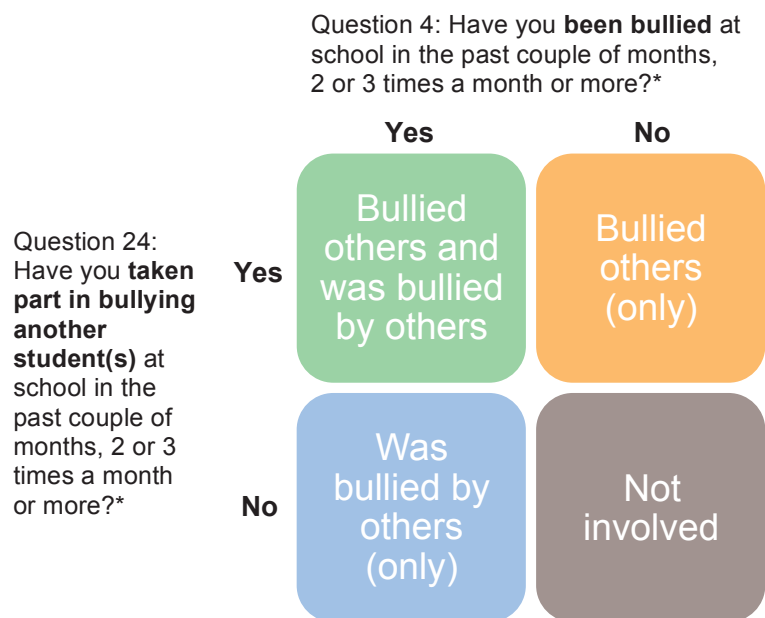 Question 4: Have you been bullied at
school in the past couple of months,
2 or 3 times a month or more?*
Yes
No
Question 24:
Have you taken
part in bullying
another
student(s) at
school in the
past couple of
months, 2 or 3
times a month
or more?*
Yes
Bullied
others and
was bullied
by others
Bullied
others
(only)
No
Was
bullied by
others
(only)
Not
involved